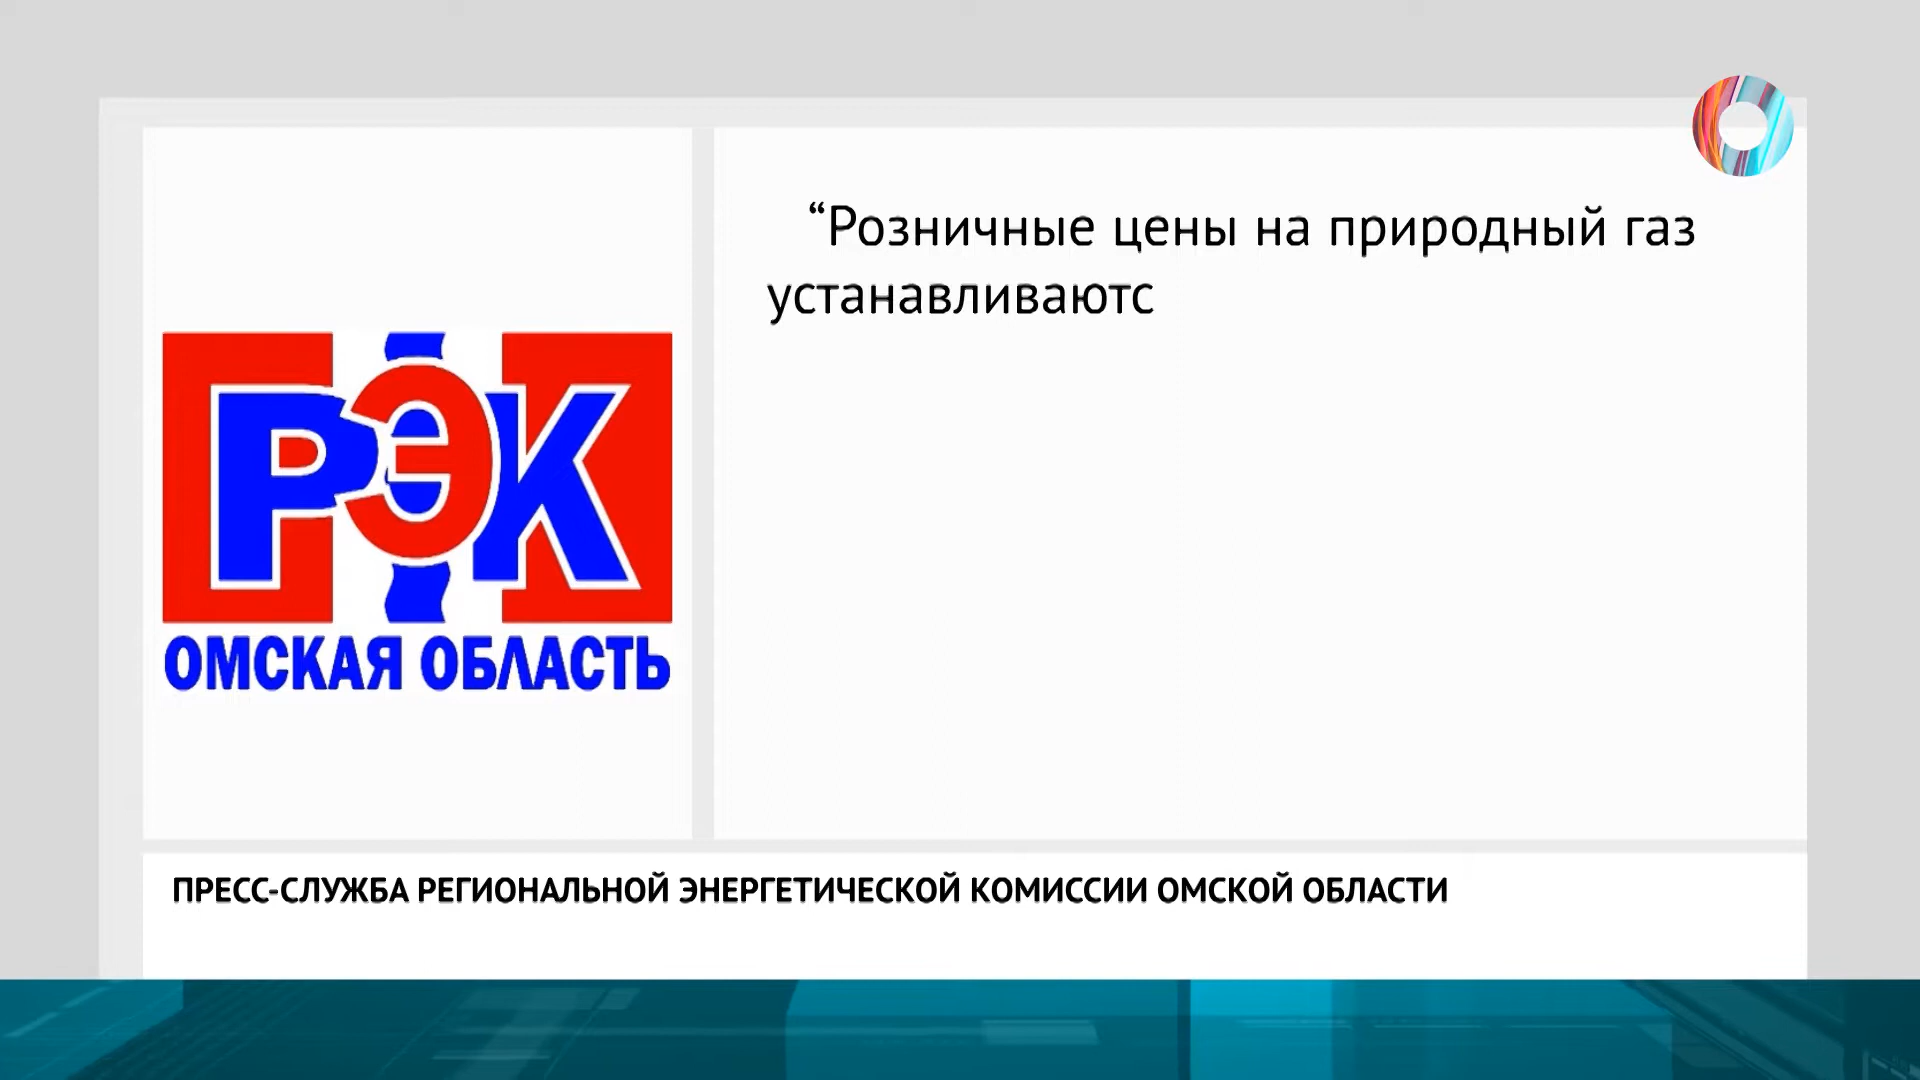 “Розничные цены на природный газ
устанавливаютс
РЭК
ОМСКАЯ ОБЛАСТЬ
ПРЕСС-СЛУЖБА РЕГИОНАЛЬНОЙ ЭНЕРГЕТИЧЕСКОЙ КОМИССИИ ОМСКОЙ ОБЛАСТИ